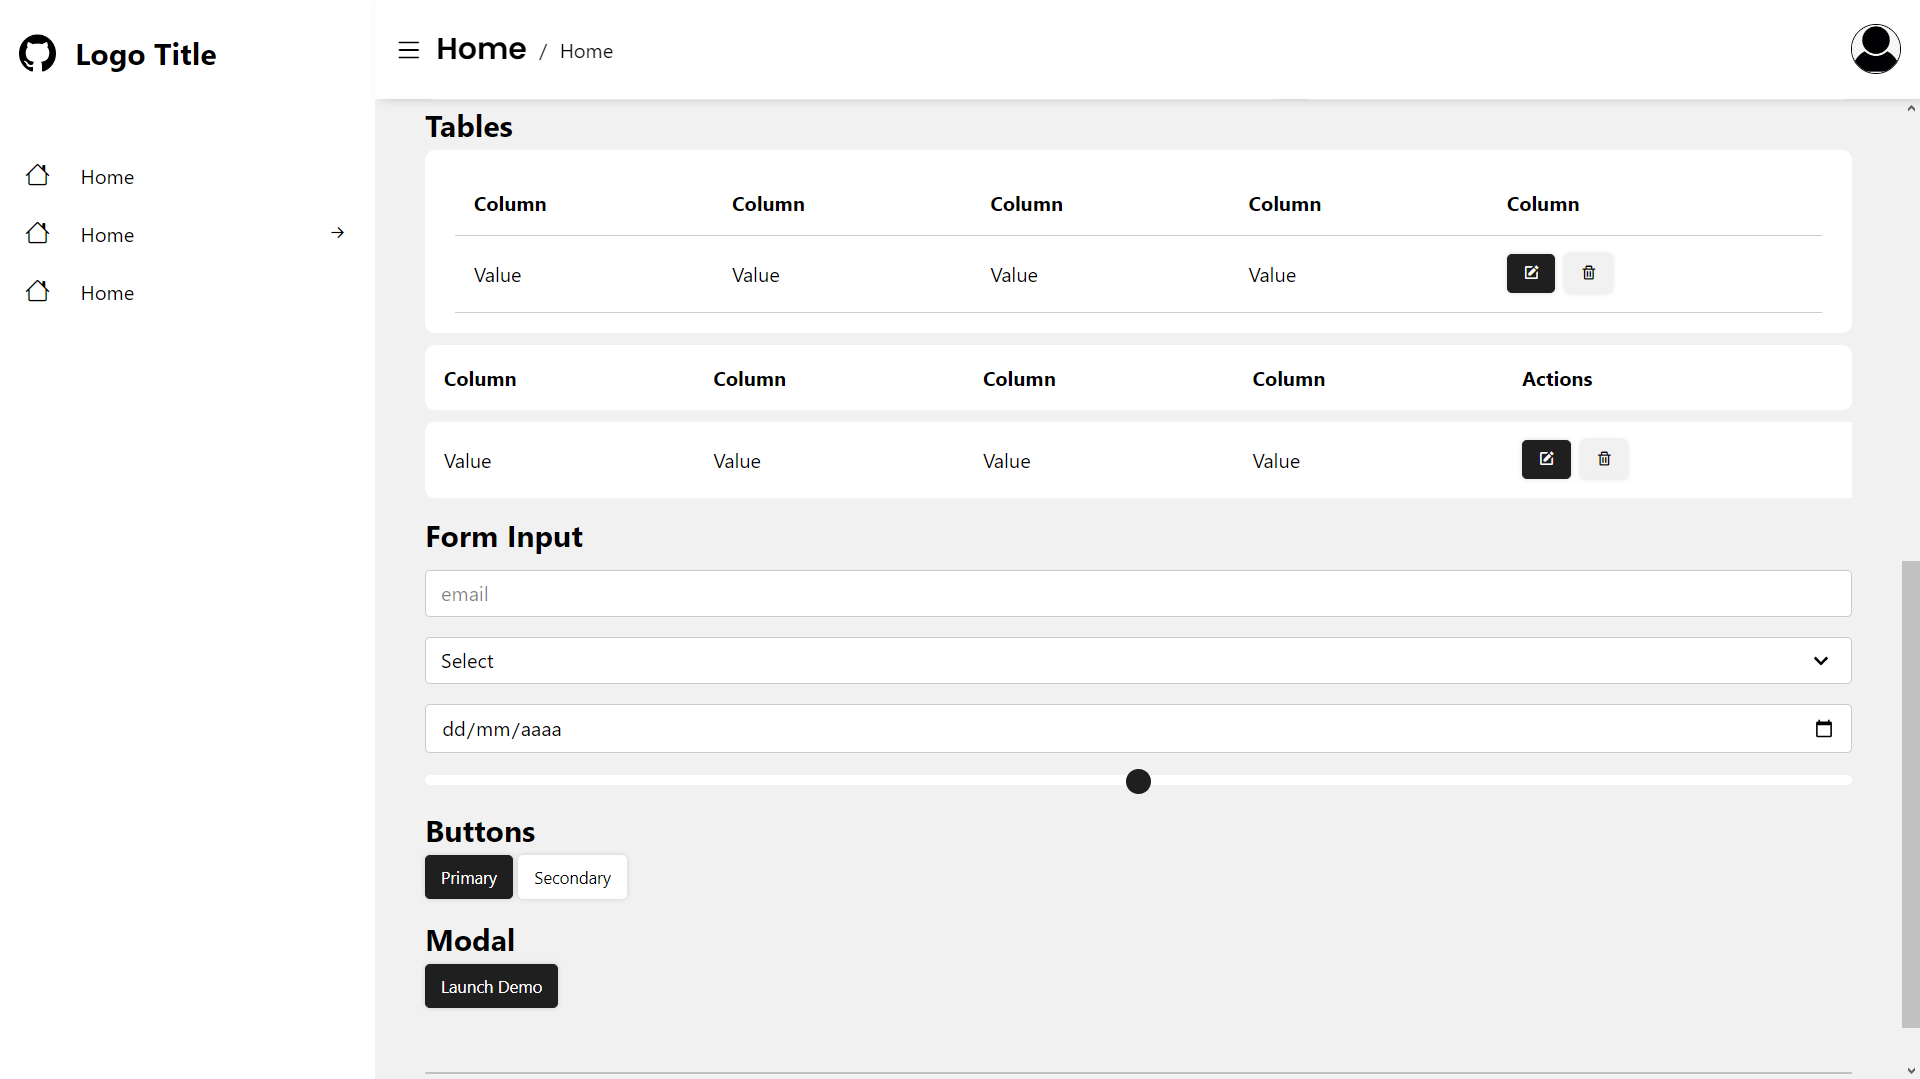 Logo Title
Home
Home
Home
Home / Home
Tables
Column Column Column Column Column
Value Value Value Value
Column Column Column Column Actions
Value Value Value Value
Form Input
email
Select
dd/mm/aaaa
Buttons
Primary Secondary
Modal
Launch Demo